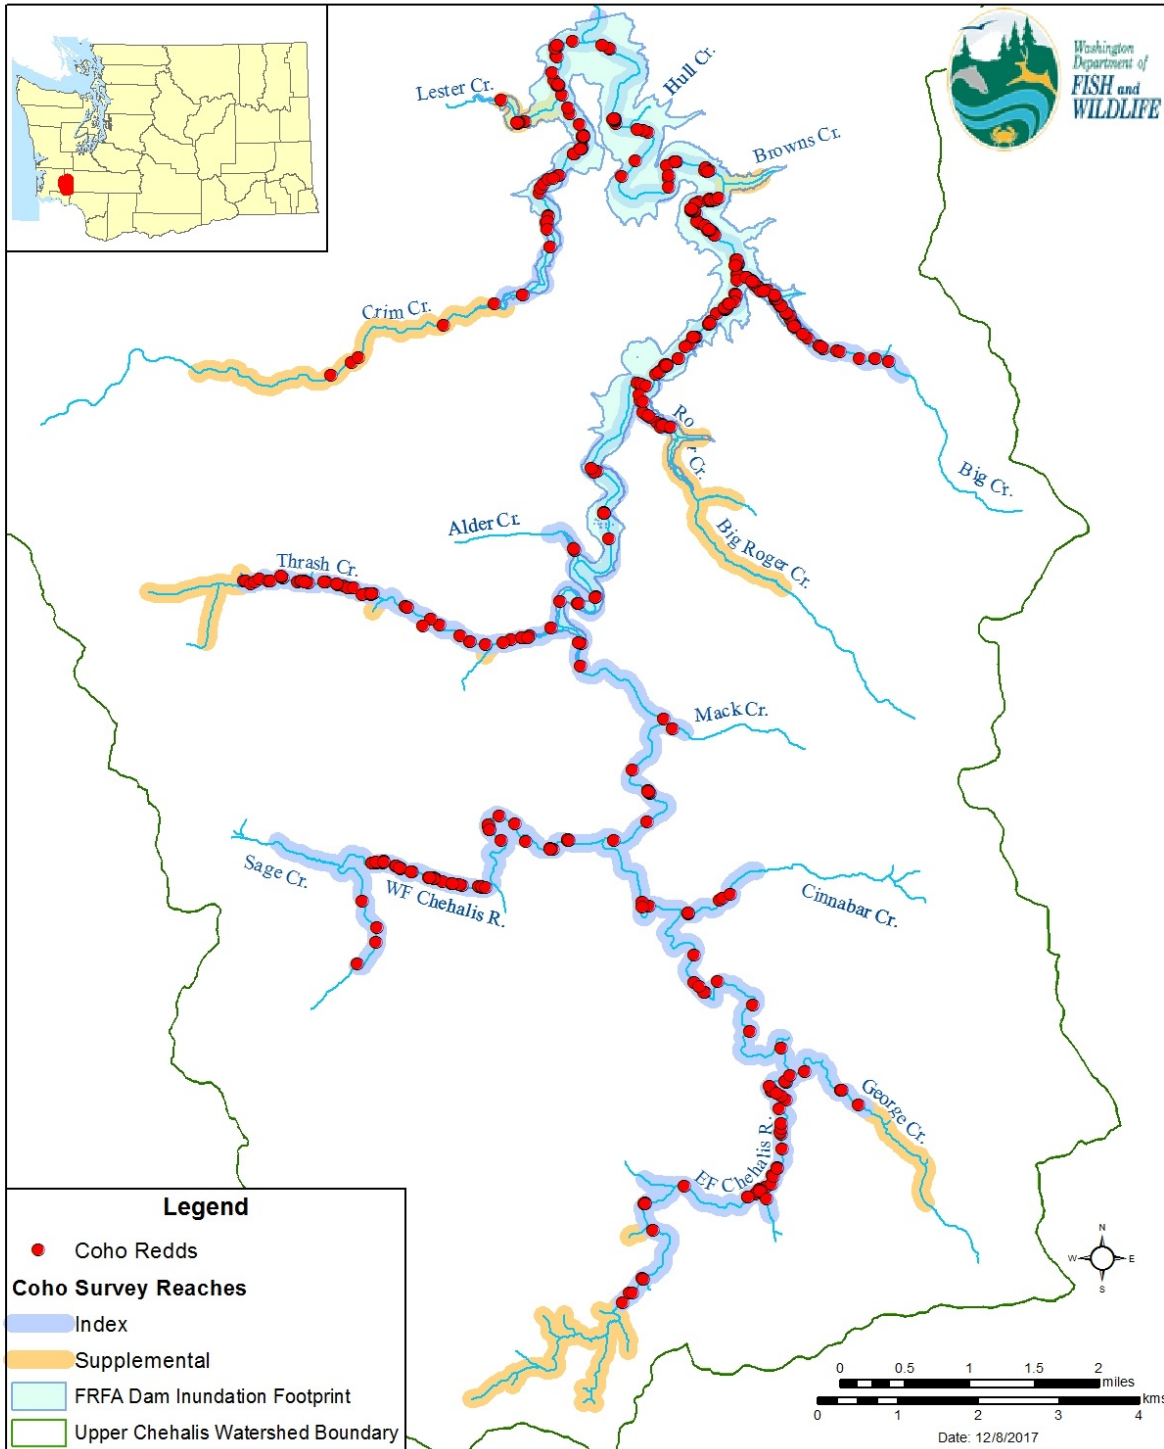 Washington
Department of
FISH and
WILDLIFE
Hull Cr.
Lester Cr.
Browns Cr.
Crim Cr.
Ro
r Cr.
Big Cr.
Alder Cr.
Big Roger Cr.
Thrash Cr.
Mack Cr.
Sage Cr.
WF Chehalis R.
Cinnabar Cr.
George Cr.
EF Chehalis R.
Legend
Coho Redds
Coho Survey Reaches
Index
Supplemental
FRFA Dam Inundation Footprint
Upper Chehalis Watershed Boundary
N
W E
S
0 0.5 1 1.5 2
miles
kms
0 1 2 3 4
Date: 12/8/2017